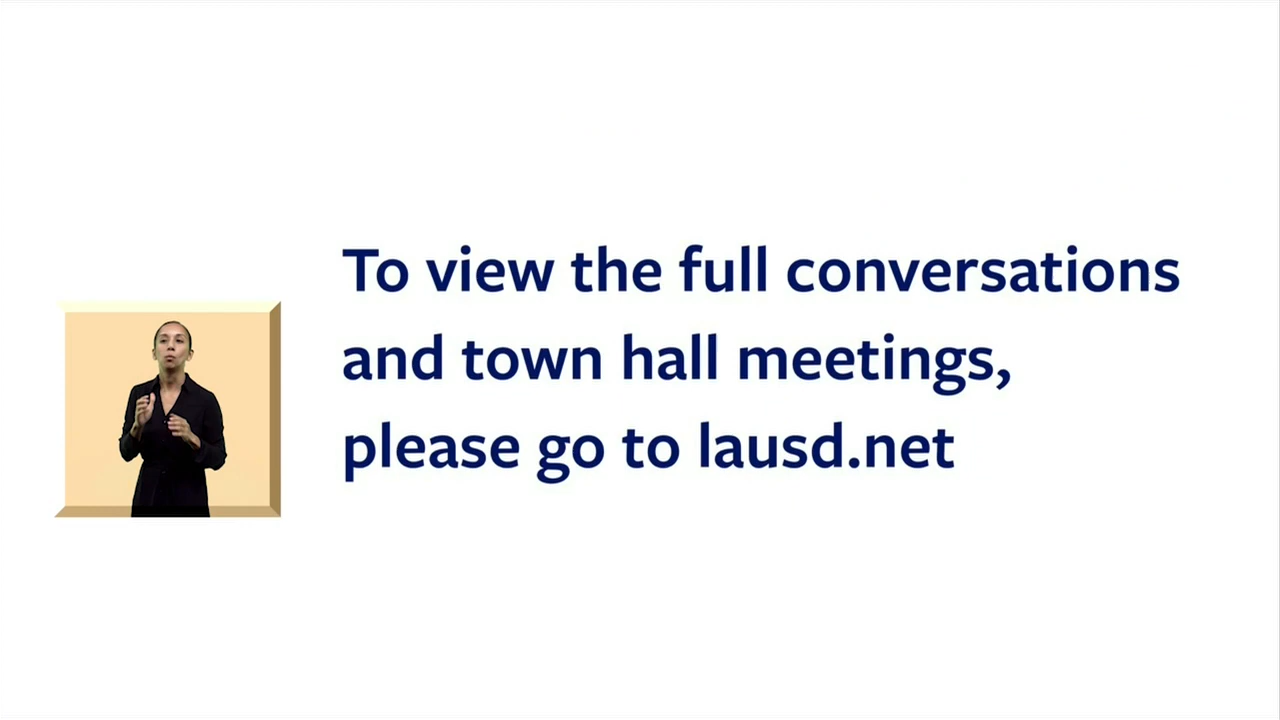 To view the full conversations
and town hall meetings,
please go to lausd.net